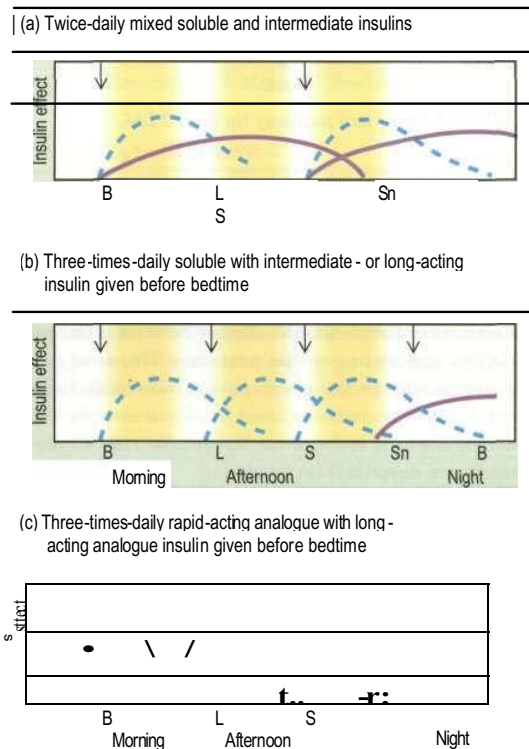 (a) Twice-daily mixed soluble and intermediate insulins
Insulin effect
B L Sn
S
(b) Three-times-daily soluble with intermediate - or long-acting
insulin given before bedtime
Insulin effect
B L S Sn B
Morning Afternoon Night
(c) Three-times-daily rapid-acting analogue with long -
acting analogue insulin given before bedtime
B L S
Morning Afternoon Night